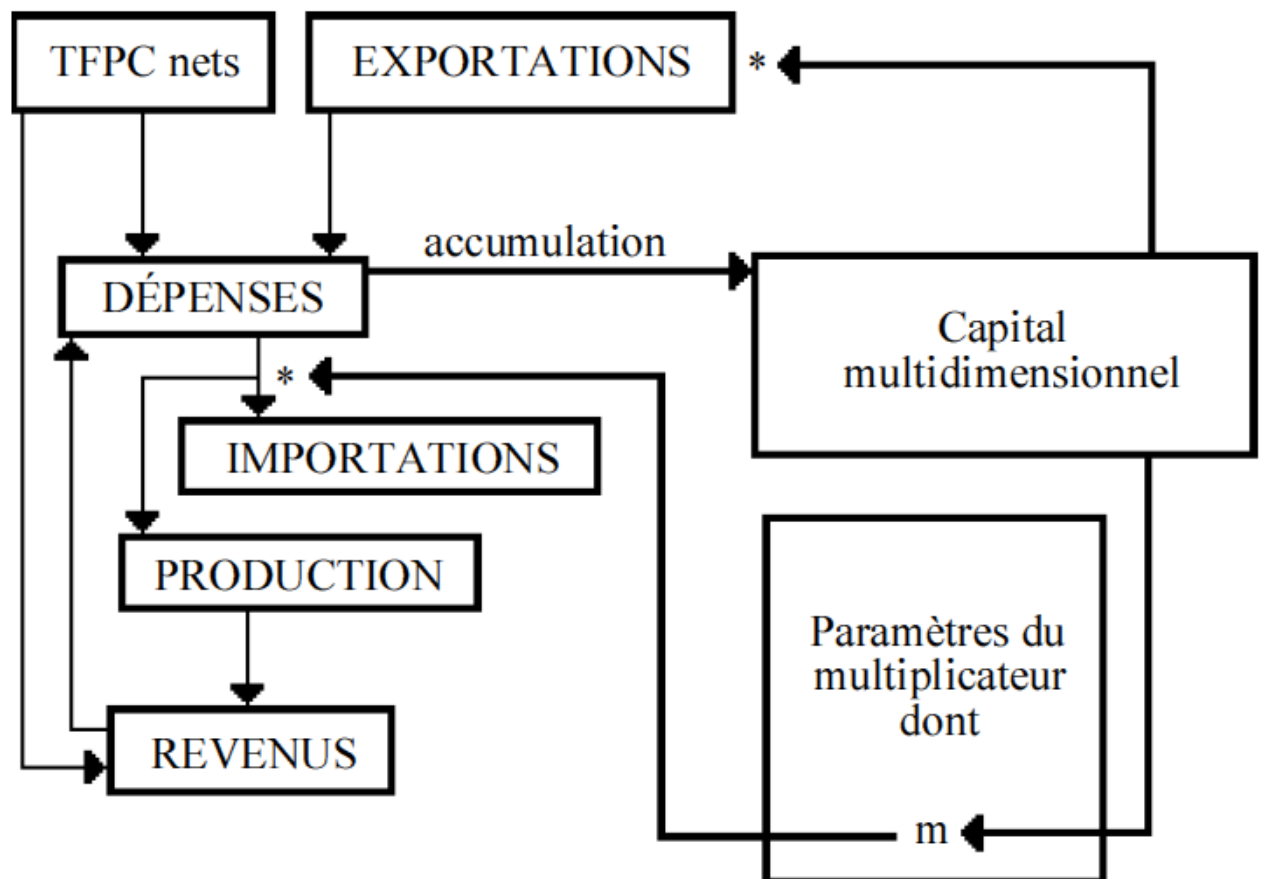 TFPC nets
EXPORTATIONS
*
accumulation
DÉPENSES
Capital
multidimensionnel
*
IMPORTATIONS
PRODUCTION
Paramètres du
multiplicateur
dont
REVENUS
m